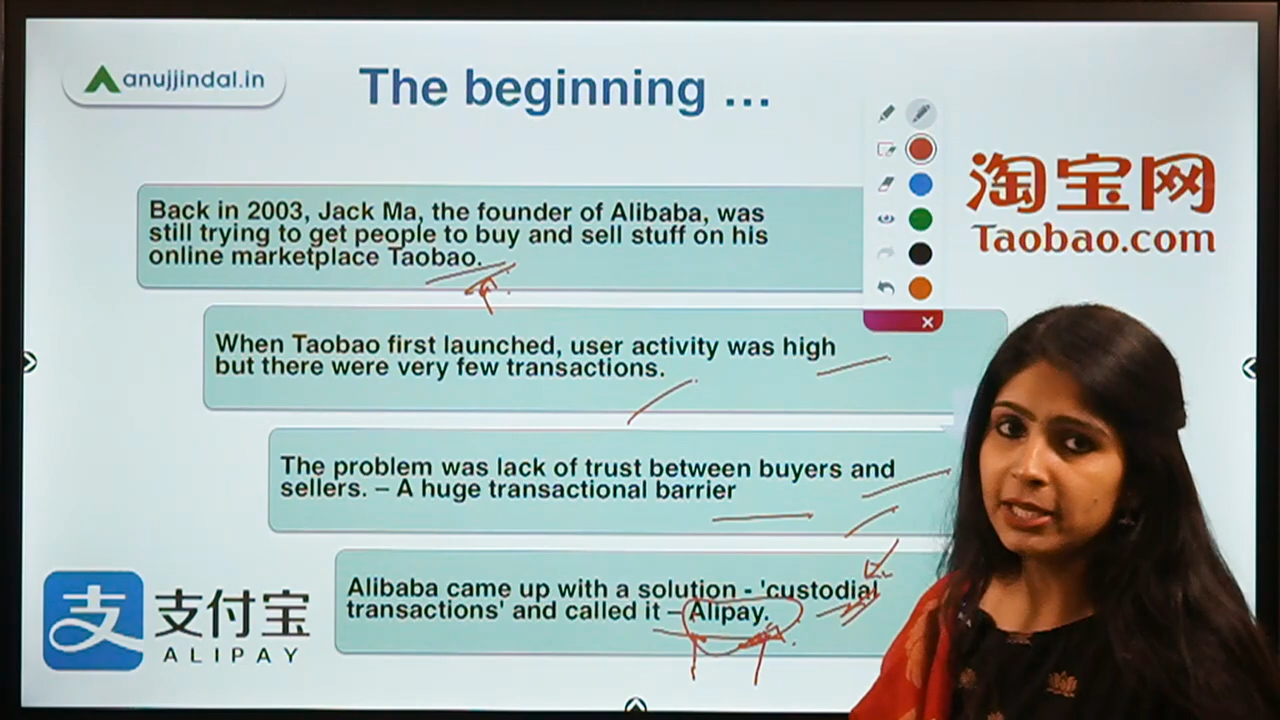 anujjindal.in
The beginning ...
淘宝网
Taobao.com
Back in 2003, Jack Ma, the founder of Alibaba, was
still trying to get people to buy and sell stuff on his
online marketplace Taobao.
When Taobao first launched, user activity was high
but there were very few transactions.
The problem was lack of trust between buyers and
sellers. – A huge transactional barrier
Alibaba came up with a solution - 'custodial
transactions' and called it – Alipay.
支 支付宝
ALIPAY